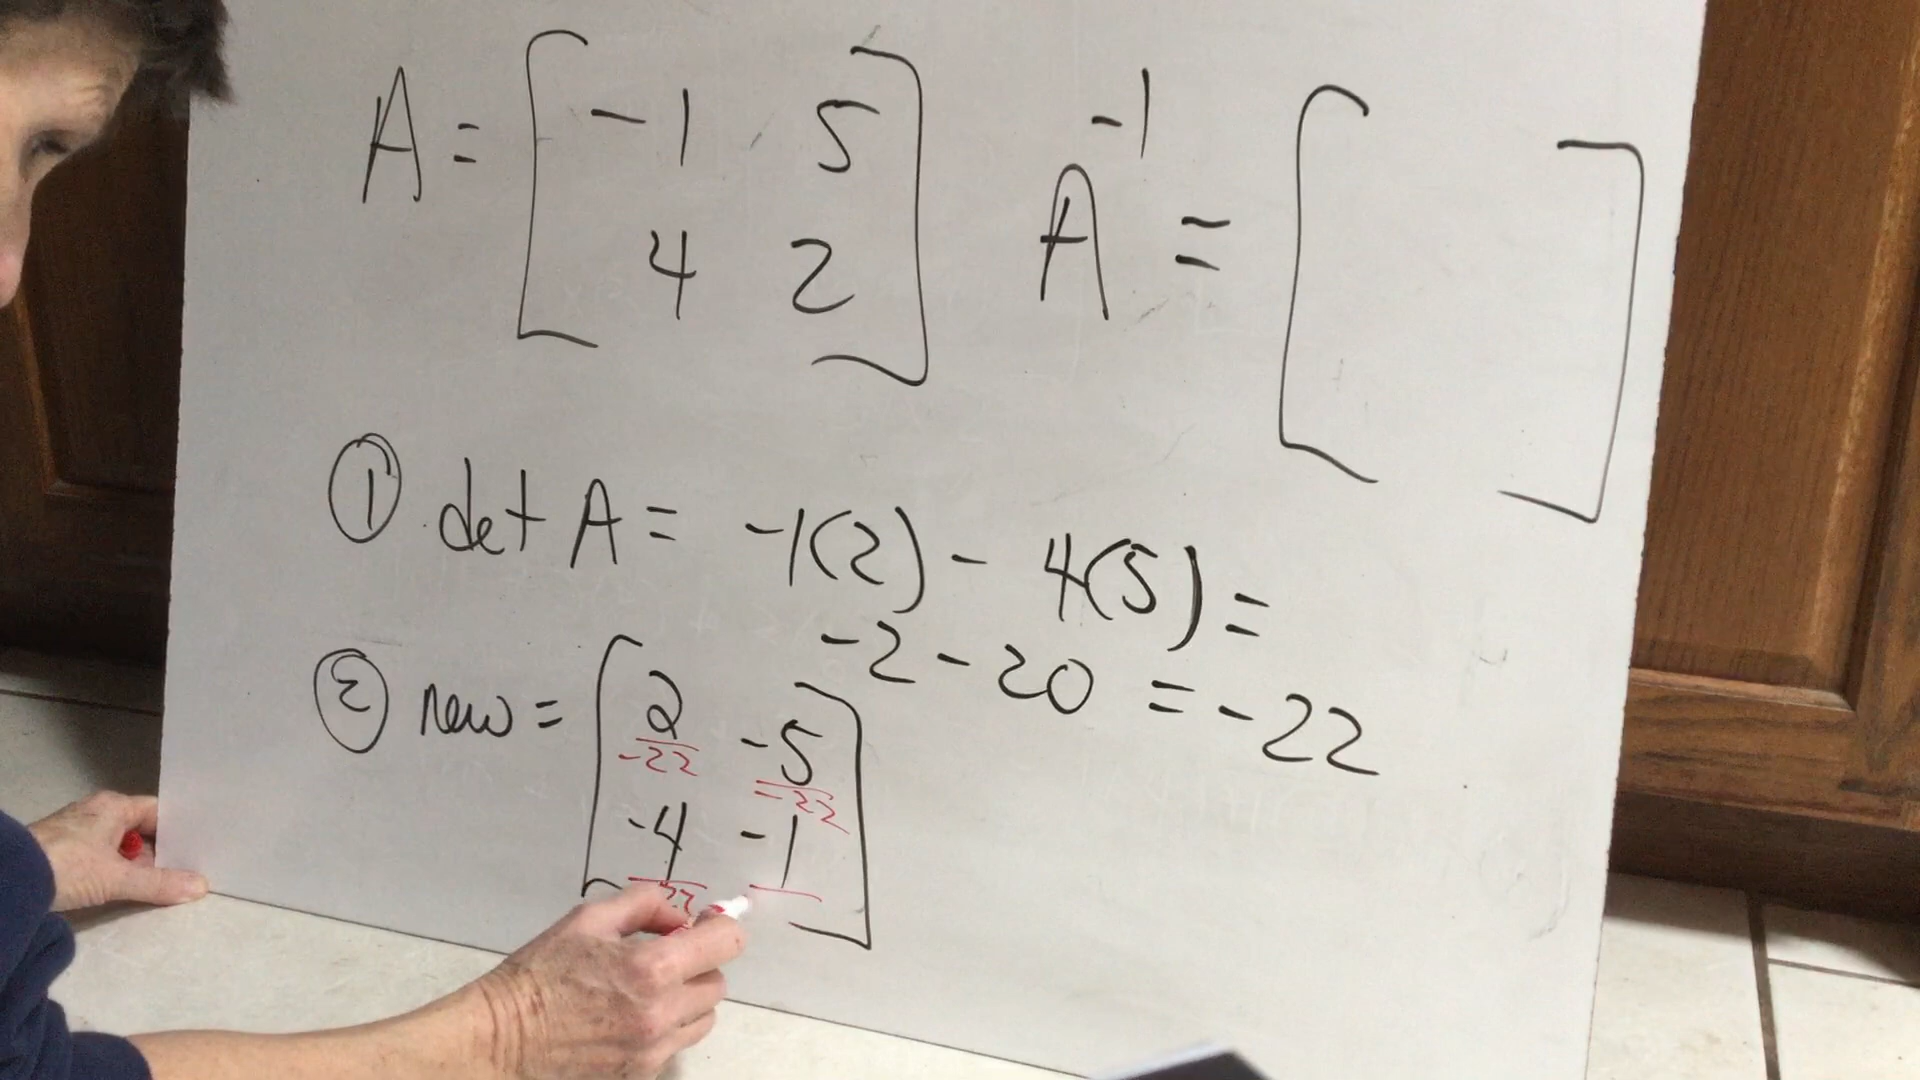 A = [ -1 5
4 2 ]
A^-1 = [ ]
① det A = -1(2) - 4(5) =
-2 - 20 = -22
② new = [ 2 -5
-22 -22
-4 -1
-22 ]